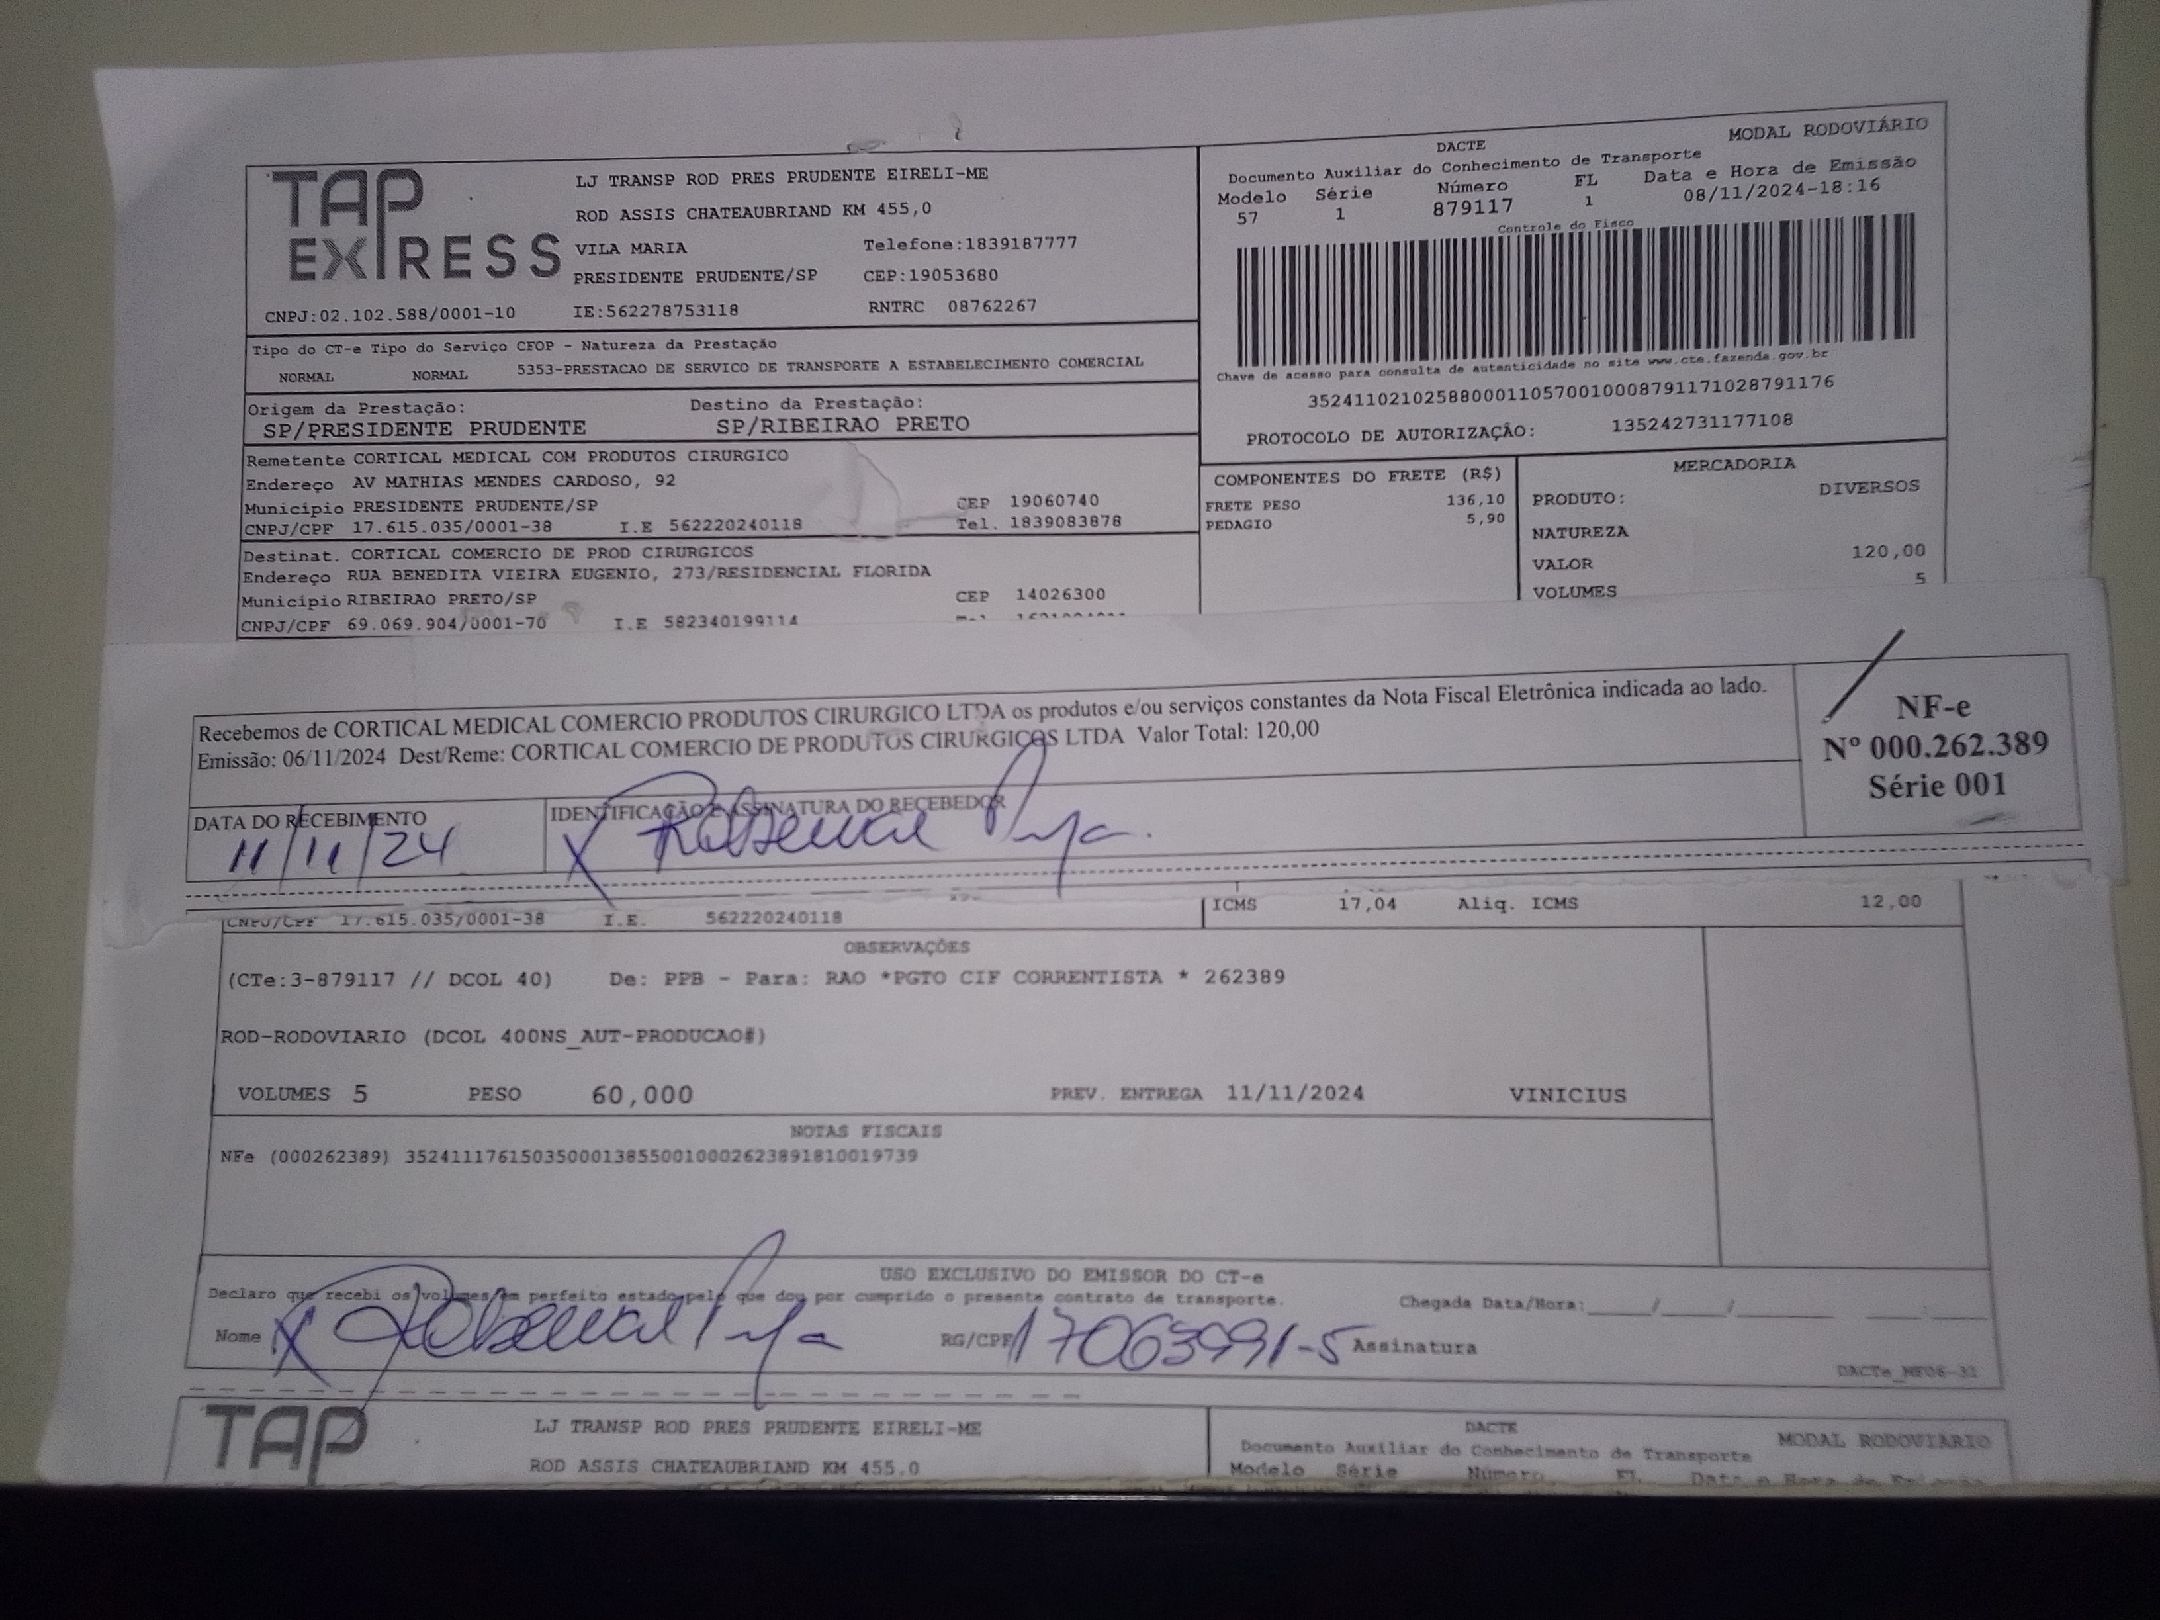 TAP EXPRESS
LJ TRANSP ROD PRES PRUDENTE EIRELI-ME
ROD ASSIS CHATEAUBRIAND KM 455,0
VILA MARIA Telefone:1839187777
PRESIDENTE PRUDENTE/SP CEP:19053680
CNPJ:02.102.588/0001-10 IE:562278753118 RNTRC 08762267
DACTE MODAL RODOVIÁRIO
Documento Auxiliar do Conhecimento de Transporte
Modelo Série Número FL Data e Hora de Emissão
57 1 879117 1 08/11/2024-18:16
Controle do Fisco
Chave de acesso para consulta de autenticidade no site www.cte.fazenda.gov.br
35241102102588000110570010008791171028791176
PROTOCOLO DE AUTORIZAÇÃO: 135242731177108
Tipo do CT-e Tipo do Serviço CFOP - Natureza da Prestação
NORMAL NORMAL 5353-PRESTACAO DE SERVICO DE TRANSPORTE A ESTABELECIMENTO COMERCIAL
Origem da Prestação: Destino da Prestação:
SP/PRESIDENTE PRUDENTE SP/RIBEIRAO PRETO
Remetente CORTICAL MEDICAL COM PRODUTOS CIRURGICO
Endereço AV MATHIAS MENDES CARDOSO, 92
Município PRESIDENTE PRUDENTE/SP CEP 19060740
CNPJ/CPF 17.615.035/0001-38 I.E 562220240118 Tel. 1839083878
Destinat. CORTICAL COMERCIO DE PROD CIRURGICOS
Endereço RUA BENEDITA VIEIRA EUGENIO, 273/RESIDENCIAL FLORIDA
Município RIBEIRAO PRETO/SP CEP 14026300
CNPJ/CPF 69.069.904/0001-70 I.E 582340199114
COMPONENTES DO FRETE (R$)
FRETE PESO 136,10
PEDAGIO 5,90
MERCADORIA
PRODUTO: DIVERSOS
NATUREZA
VALOR 120,00
VOLUMES 5
Recebemos de CORTICAL MEDICAL COMERCIO PRODUTOS CIRURGICO LTDA os produtos e/ou serviços constantes da Nota Fiscal Eletrônica indicada ao lado.
Emissão: 06/11/2024 Dest/Reme: CORTICAL COMERCIO DE PRODUTOS CIRURGICOS LTDA Valor Total: 120,00
NF-e
Nº 000.262.389
Série 001
DATA DO RECEBIMENTO IDENTIFICAÇÃO E ASSINATURA DO RECEBEDOR
11/11/24 X
CNPJ/CPF 17.615.035/0001-38 I.E. 562220240118 ICMS 17,04 Aliq. ICMS 12,00
OBSERVAÇÕES
(CTe:3-879117 // DCOL 40) De: PPB - Para: RAO *PGTO CIF CORRENTISTA * 262389
ROD-RODOVIARIO (DCOL 400NS_AUT-PRODUCAO#)
VOLUMES 5 PESO 60,000 PREV. ENTREGA 11/11/2024 VINICIUS
NOTAS FISCAIS
NFe (000262389) 35241117615035000138550010002623891810019739
USO EXCLUSIVO DO EMISSOR DO CT-e
Declaro que recebi os volumes em perfeito estado pelo que dou por cumprido o presente contrato de transporte. Chegada Data/Hora:
Nome X RG/CPF 17063991-5 Assinatura
DACTe_NF06-31
TAP
LJ TRANSP ROD PRES PRUDENTE EIRELI-ME
ROD ASSIS CHATEAUBRIAND KM 455,0
DACTE MODAL RODOVIARIO
Documento Auxiliar do Conhecimento de Transporte
Modelo Série Número FL Data e Hora de Emissão